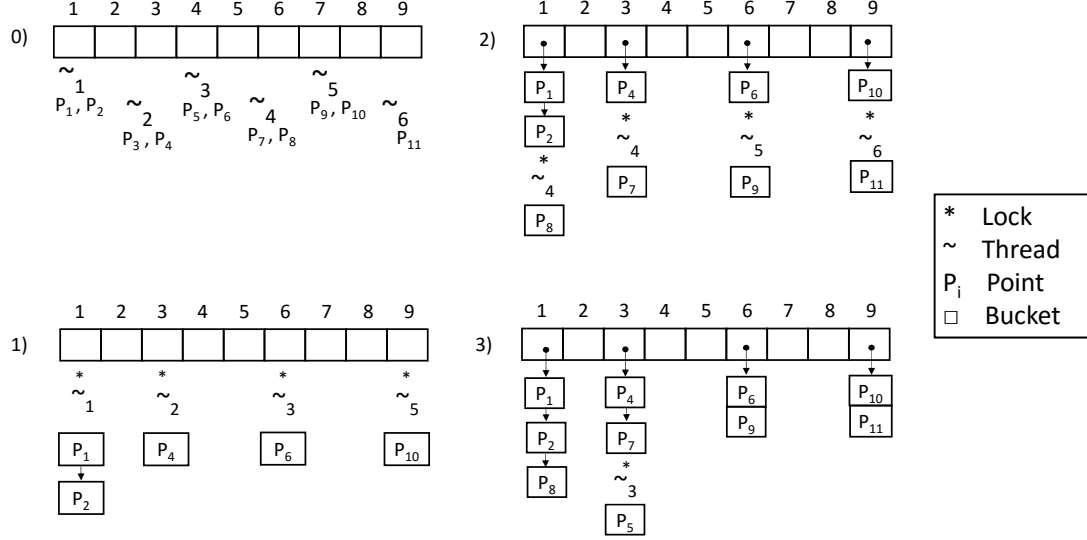 0)
1 2 3 4 5 6 7 8 9
~1 ~3 ~5
P1 , P2 P5 , P6 P9 , P10
~2 ~4 ~6
P3 , P4 P7 , P8 P11
2)
1 2 3 4 5 6 7 8 9
P1 P4 P6 P10
P2 * * *
~4 ~5 ~6
* P7 P9 P11
~4
P8
* Lock
~ Thread
Pi Point
□ Bucket
1)
1 2 3 4 5 6 7 8 9
* * * *
~1 ~2 ~3 ~5
P1 P4 P6 P10
P2
3)
1 2 3 4 5 6 7 8 9
P1 P4 P6 P10
P2 P7 P9 P11
P8 *
~3
P5